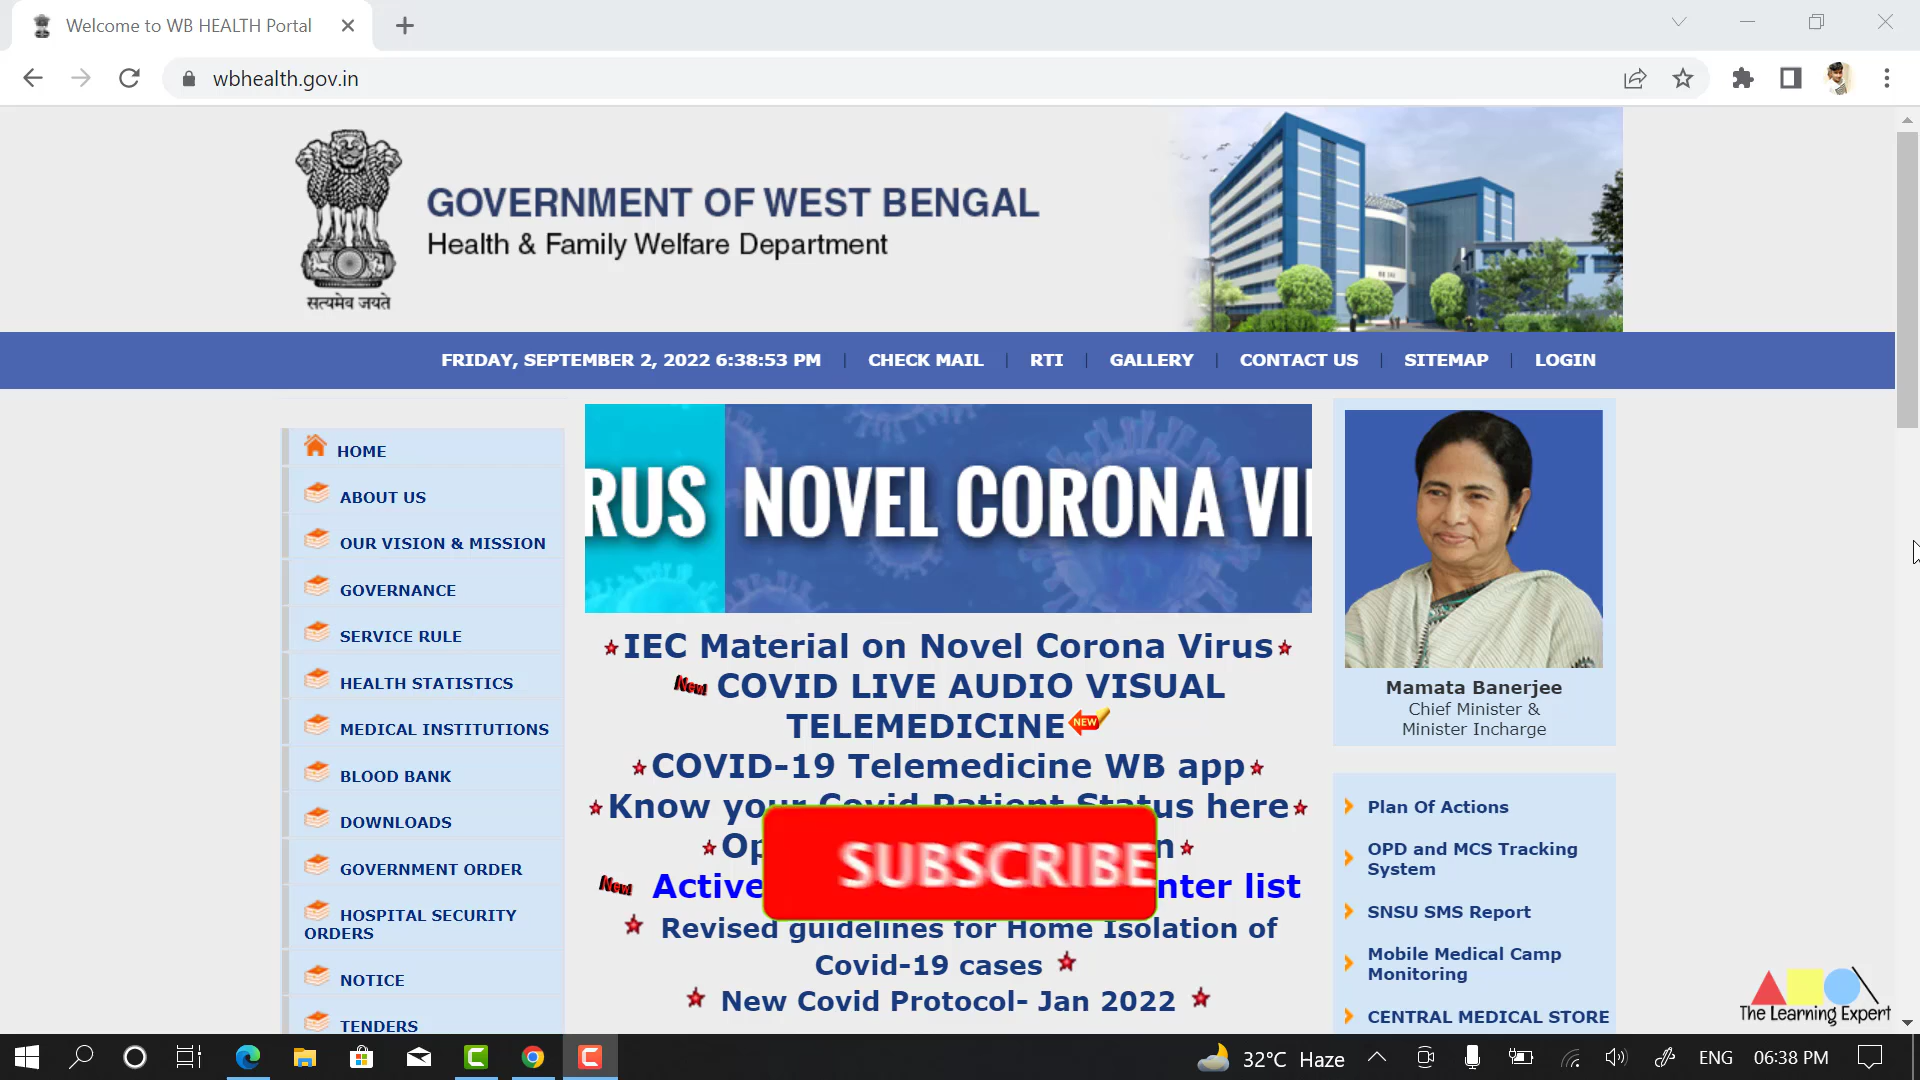 Welcome to WB HEALTH Portal
wbhealth.gov.in
GOVERNMENT OF WEST BENGAL
Health & Family Welfare Department
सत्यमेव जयते
FRIDAY, SEPTEMBER 2, 2022 6:38:53 PM
CHECK MAIL
RTI
GALLERY
CONTACT US
SITEMAP
LOGIN
HOME
ABOUT US
OUR VISION & MISSION
GOVERNANCE
SERVICE RULE
HEALTH STATISTICS
MEDICAL INSTITUTIONS
BLOOD BANK
DOWNLOADS
GOVERNMENT ORDER
HOSPITAL SECURITY
ORDERS
NOTICE
TENDERS
RUS NOVEL CORONA VI
IEC Material on Novel Corona Virus
New! COVID LIVE AUDIO VISUAL
TELEMEDICINE NEW
COVID-19 Telemedicine WB app
Know your Covid Patient Status here
New! Active nter list
SUBSCRIBE
Revised guidelines for Home Isolation of
Covid-19 cases
New Covid Protocol- Jan 2022
Mamata Banerjee
Chief Minister &
Minister Incharge
Plan Of Actions
OPD and MCS Tracking
System
SNSU SMS Report
Mobile Medical Camp
Monitoring
CENTRAL MEDICAL STORE
The Learning Expert
32°C Haze
ENG
06:38 PM